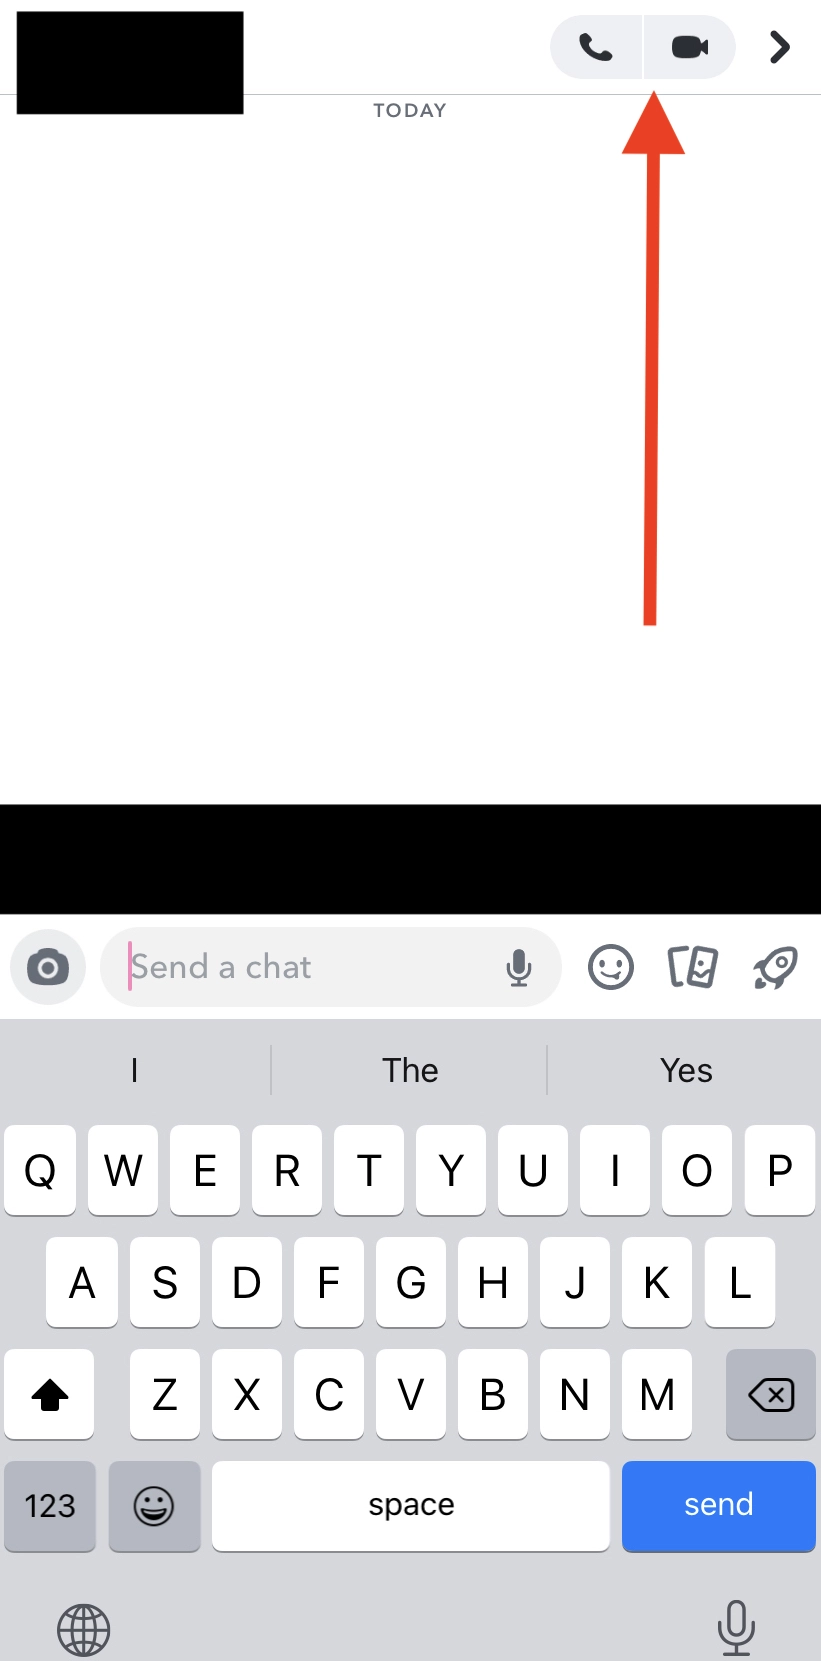 TODAY
Send a chat
I The Yes
Q W E R T Y U I O P
A S D F G H J K L
Z X C V B N M
123 space send